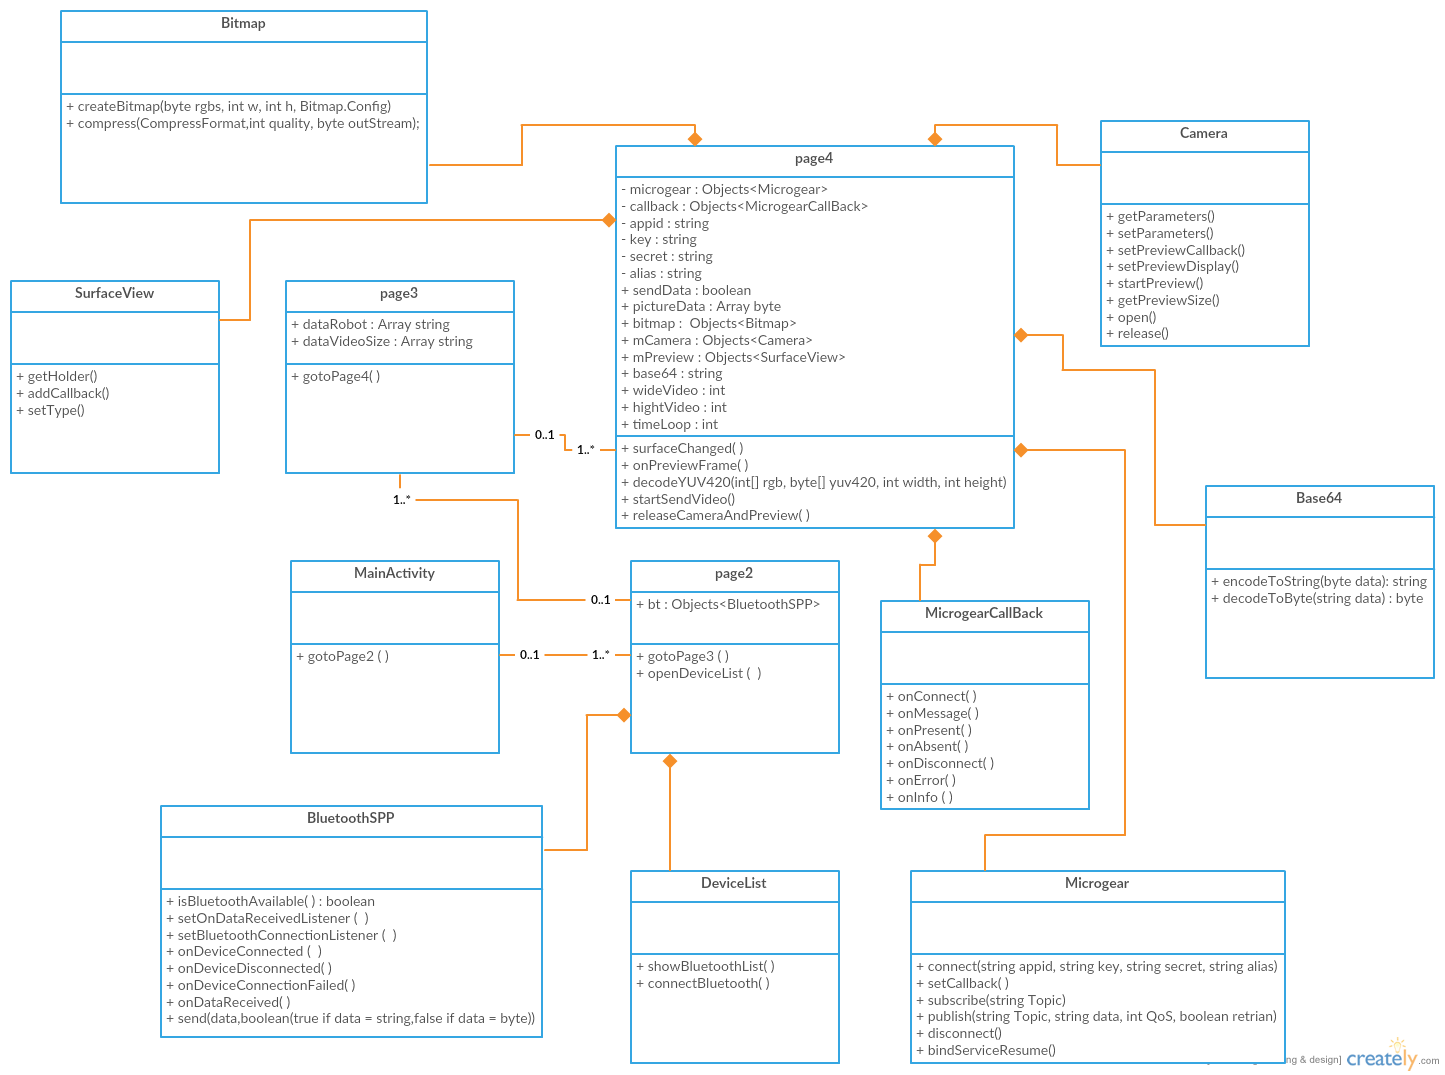 Bitmap
+ createBitmap(byte rgbs, int w, int h, Bitmap.Config)
+ compress(CompressFormat,int quality, byte outStream);
page4
- microgear : Objects<Microgear>
- callback : Objects<MicrogearCallBack>
- appid : string
- key : string
- secret : string
- alias : string
+ sendData : boolean
+ pictureData : Array byte
+ bitmap :  Objects<Bitmap>
+ mCamera : Objects<Camera>
+ mPreview : Objects<SurfaceView>
+ base64 : string
+ wideVideo : int
+ hightVideo : int
+ timeLoop : int
+ surfaceChanged( )
+ onPreviewFrame( )
+ decodeYUV420(int[] rgb, byte[] yuv420, int width, int height)
+ startSendVideo()
+ releaseCameraAndPreview( )
Camera
+ getParameters()
+ setParameters()
+ setPreviewCallback()
+ setPreviewDisplay()
+ startPreview()
+ getPreviewSize()
+ open()
+ release()
SurfaceView
+ getHolder()
+ addCallback()
+ setType()
page3
+ dataRobot : Array string
+ dataVideoSize : Array string
+ gotoPage4( )
0..1
1..*
1..*
0..1
MainActivity
+ gotoPage2 ( )
0..1
1..*
page2
+ bt : Objects<BluetoothSPP>
+ gotoPage3 ( )
+ openDeviceList (  )
MicrogearCallBack
+ onConnect( )
+ onMessage( )
+ onPresent( )
+ onAbsent( )
+ onDisconnect( )
+ onError( )
+ onInfo ( )
Base64
+ encodeToString(byte data): string
+ decodeToByte(string data) : byte
BluetoothSPP
+ isBluetoothAvailable( ) : boolean
+ setOnDataReceivedListener (  )
+ setBluetoothConnectionListener (  )
+ onDeviceConnected (  )
+ onDeviceDisconnected( )
+ onDeviceConnectionFailed( )
+ onDataReceived( )
+ send(data,boolean(true if data = string,false if data = byte))
DeviceList
+ showBluetoothList( )
+ connectBluetooth( )
Microgear
+ connect(string appid, string key, string secret, string alias)
+ setCallback( )
+ subscribe(string Topic)
+ publish(string Topic, string data, int QoS, boolean retrian)
+ disconnect()
+ bindServiceResume()
ng & design]
creately.com